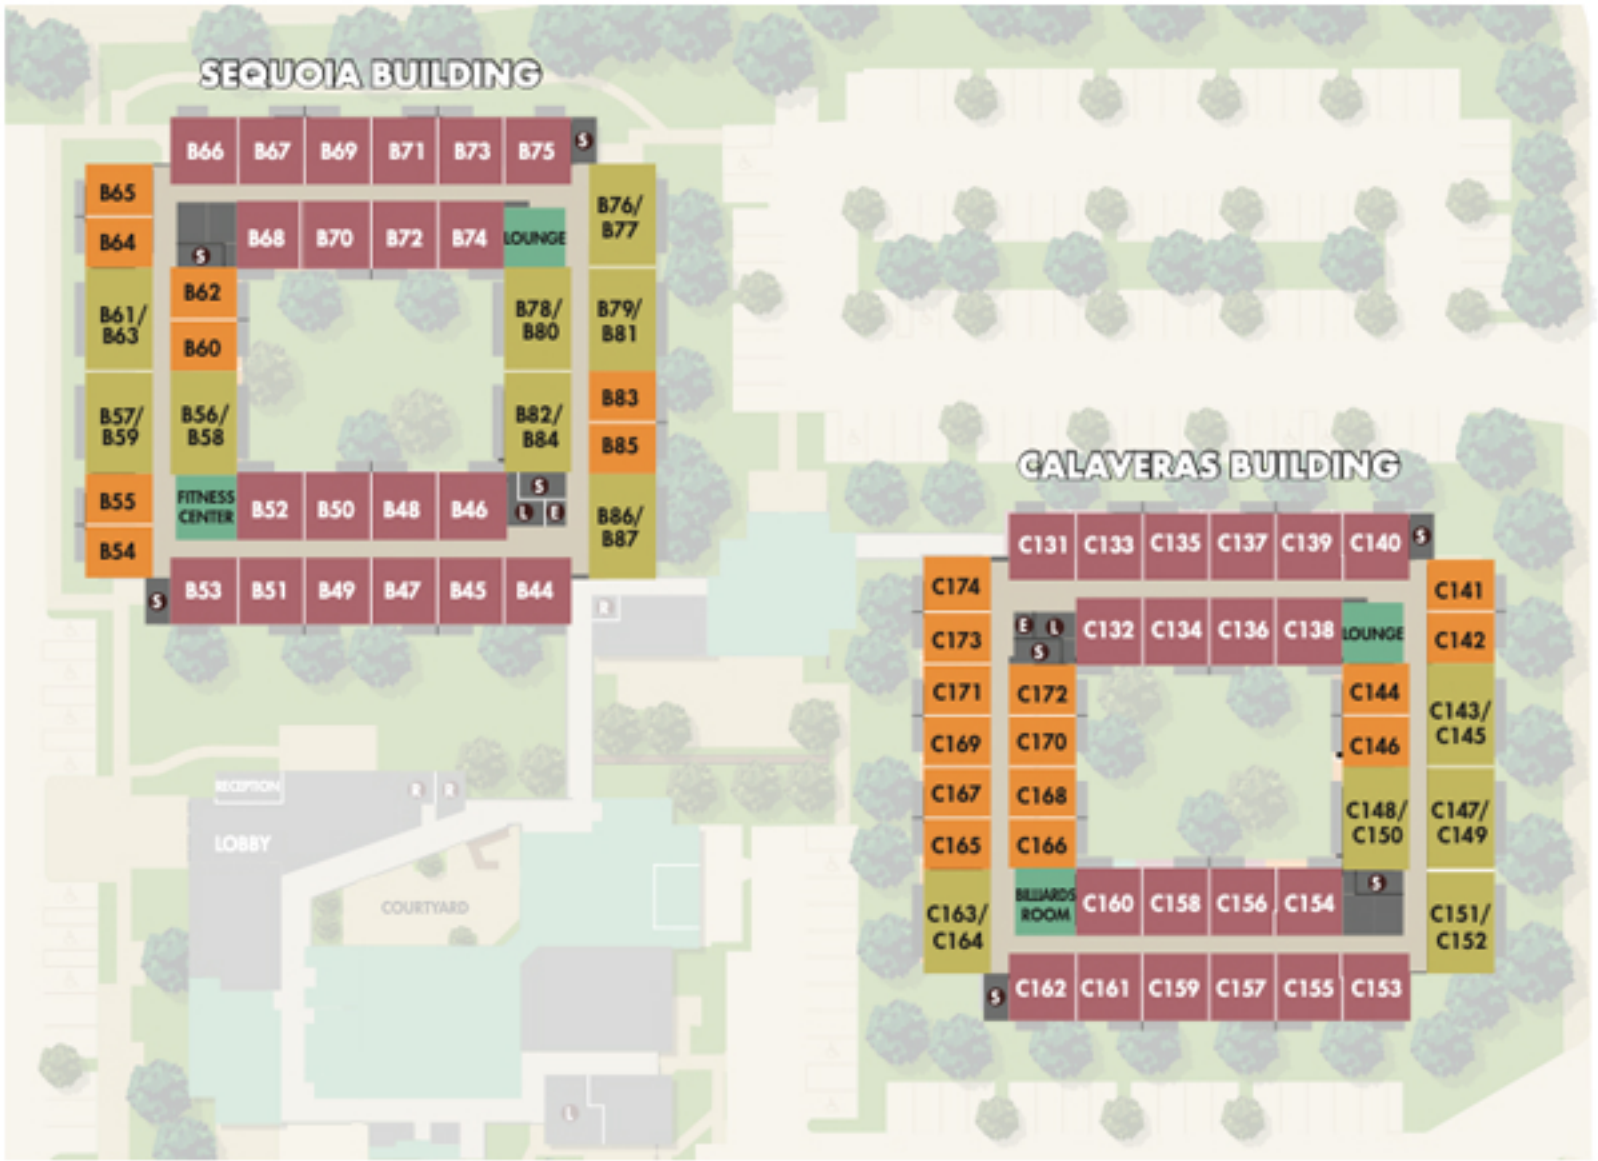 SEQUOIA BUILDING
B66 B67 B69 B71 B73 B75 S
B65
B64
B68 B70 B72 B74 LOUNGE
S
B76/
B77
B62
B60
B61/
B63
B78/
B80
B79/
B81
B83
B85
B57/
B59
B56/
B58
B82/
B84
B55
B54
FITNESS
CENTER
B52 B50 B48 B46
S
L E
B86/
B87
S B53 B51 B49 B47 B45 B44
R
RECEPTION
R R
LOBBY
COURTYARD
L
CALAVERAS BUILDING
C131 C133 C135 C137 C139 C140 S
C174
C173
E L
S
C132 C134 C136 C138 LOUNGE
C141
C142
C171
C169
C167
C165
C172
C170
C168
C166
C144
C146
C143/
C145
C148/
C150
C147/
C149
C163/
C164
BILLIARDS
ROOM
C160 C158 C156 C154
S
C151/
C152
S C162 C161 C159 C157 C155 C153